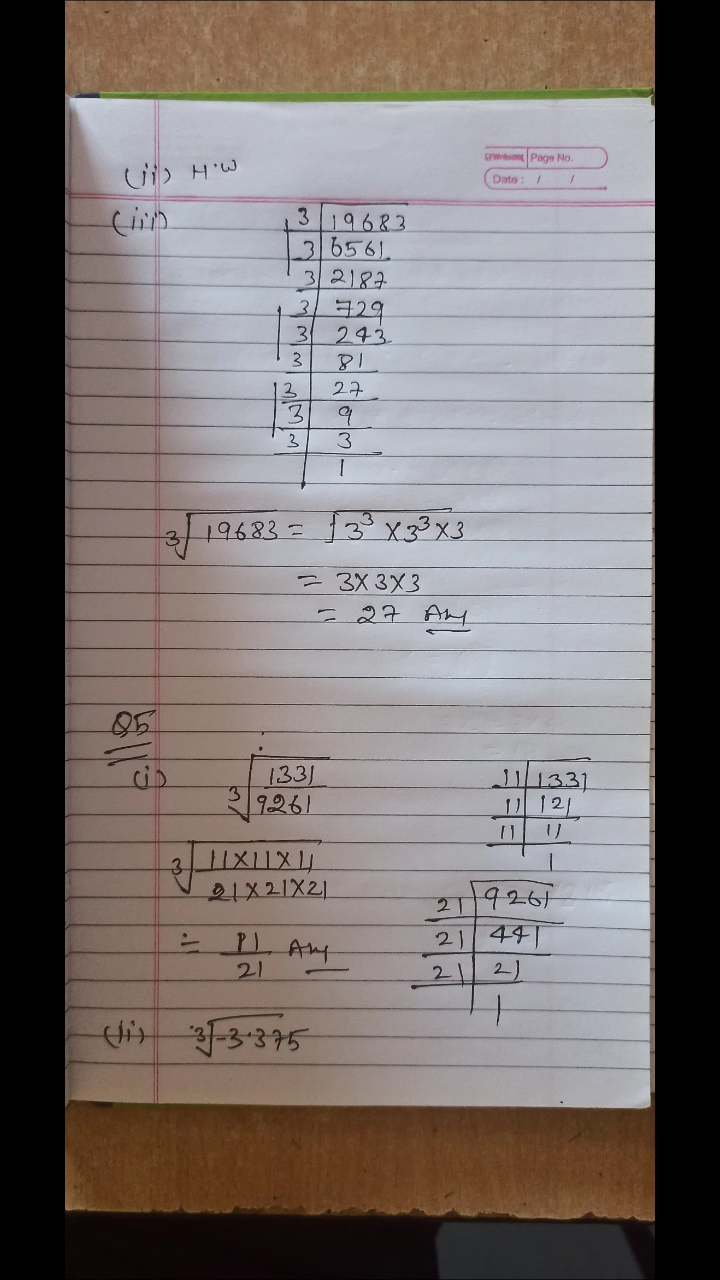 Page No.
Date : / /
(ii) H.W
(iii)
3 | 19683
3 | 6561
3 | 2187
3 | 729
3 | 243
3 | 81
3 | 27
3 | 9
3 | 3
1
∛19683 = √3³ × 3³ × 3
= 3×3×3
= 27 Ans
Q5
(i) ∛1331/9261
11 | 1331
11 | 121
11 | 11
1
∛11×11×11/21×21×21
21 | 9261
21 | 441
21 | 21
1
= 11/21 Ans
(ii) ∛-3.375